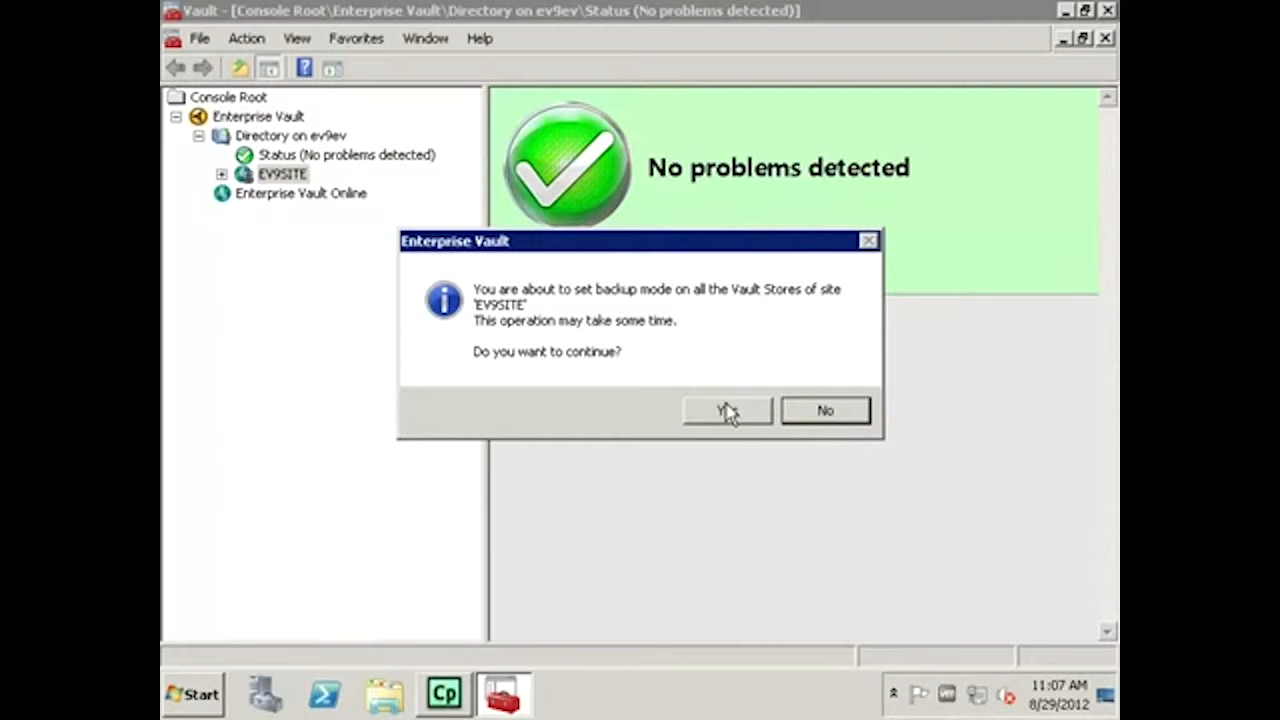 Vault - [Console Root\Enterprise Vault\Directory on ev9ev\Status (No problems detected)]
File Action View Favorites Window Help
Console Root
Enterprise Vault
Directory on ev9ev
Status (No problems detected)
EV9SITE
Enterprise Vault Online
No problems detected
Enterprise Vault
You are about to set backup mode on all the Vault Stores of site
'EV9SITE'
This operation may take some time.
Do you want to continue?
No
Start
Cp
11:07 AM
8/29/2012